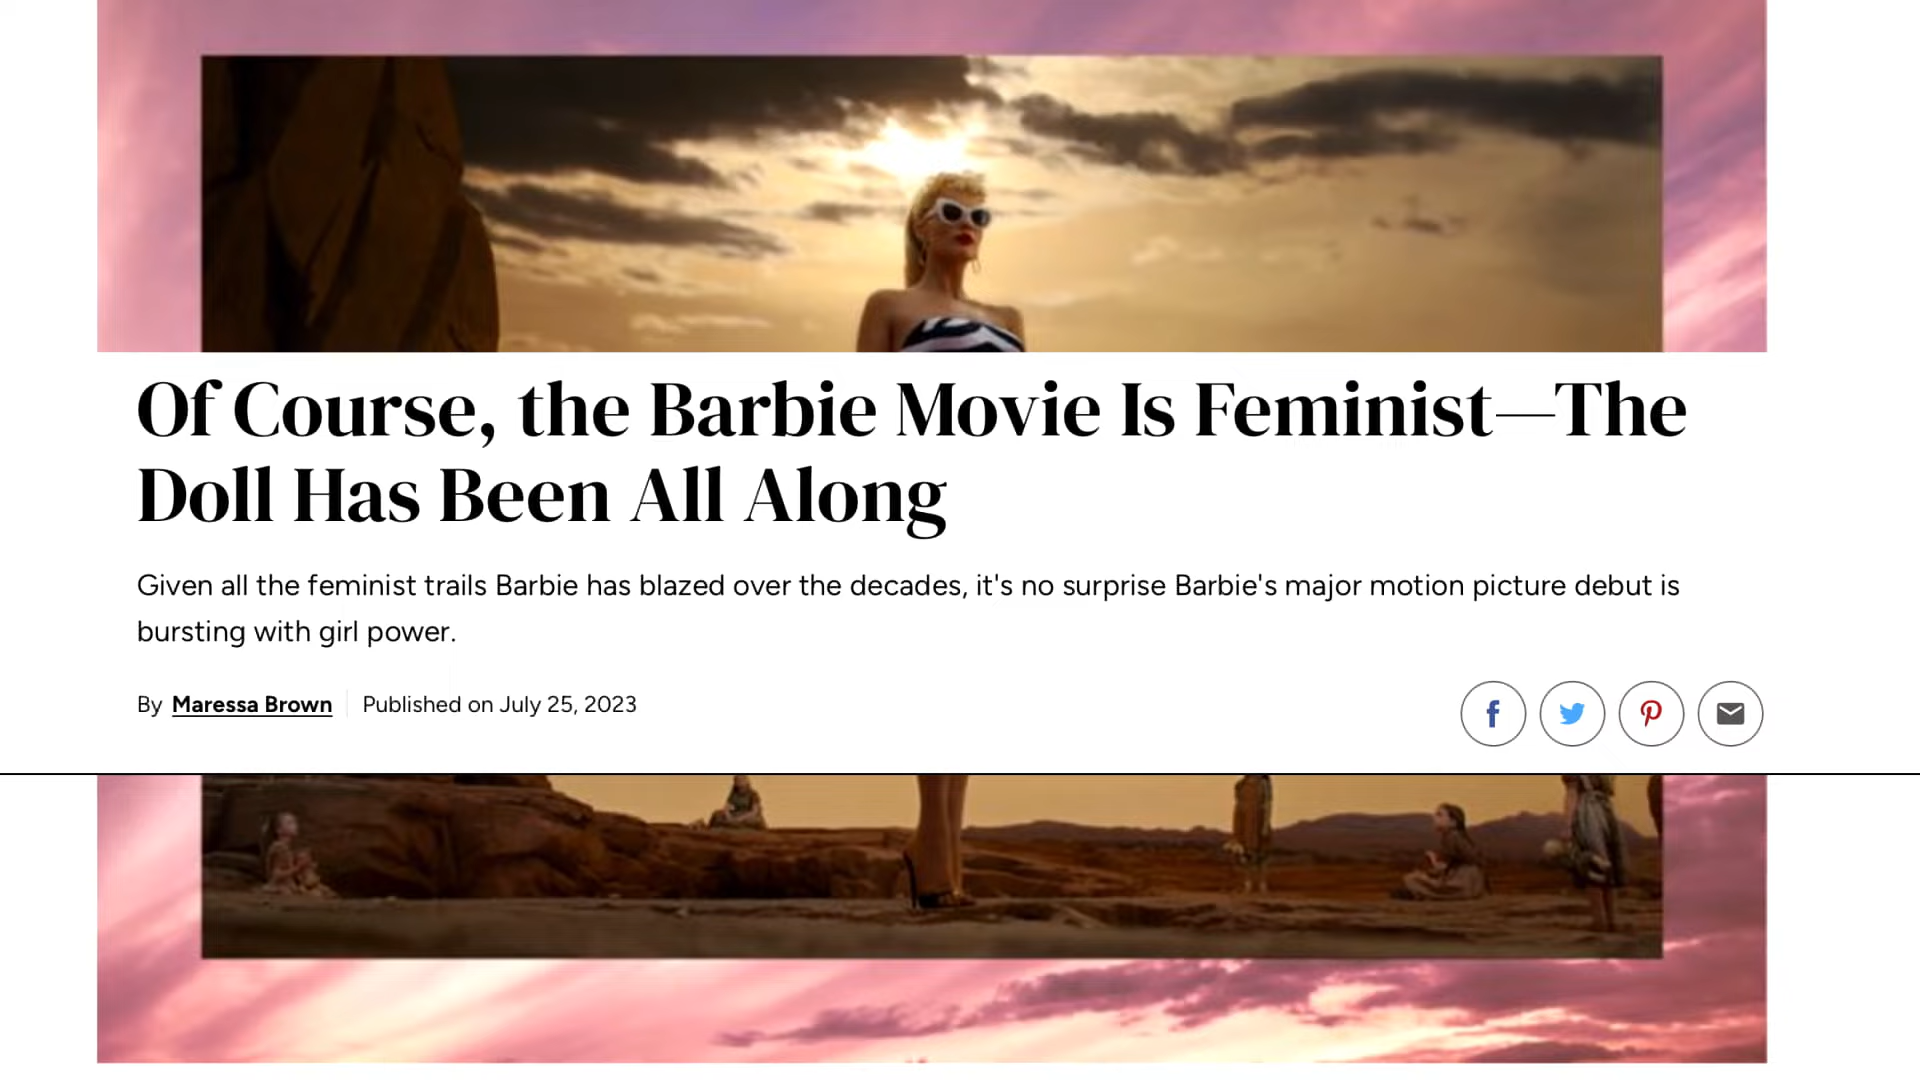 Of Course, the Barbie Movie Is Feminist—The
Doll Has Been All Along
Given all the feminist trails Barbie has blazed over the decades, it's no surprise Barbie's major motion picture debut is
bursting with girl power.
By Maressa Brown Published on July 25, 2023